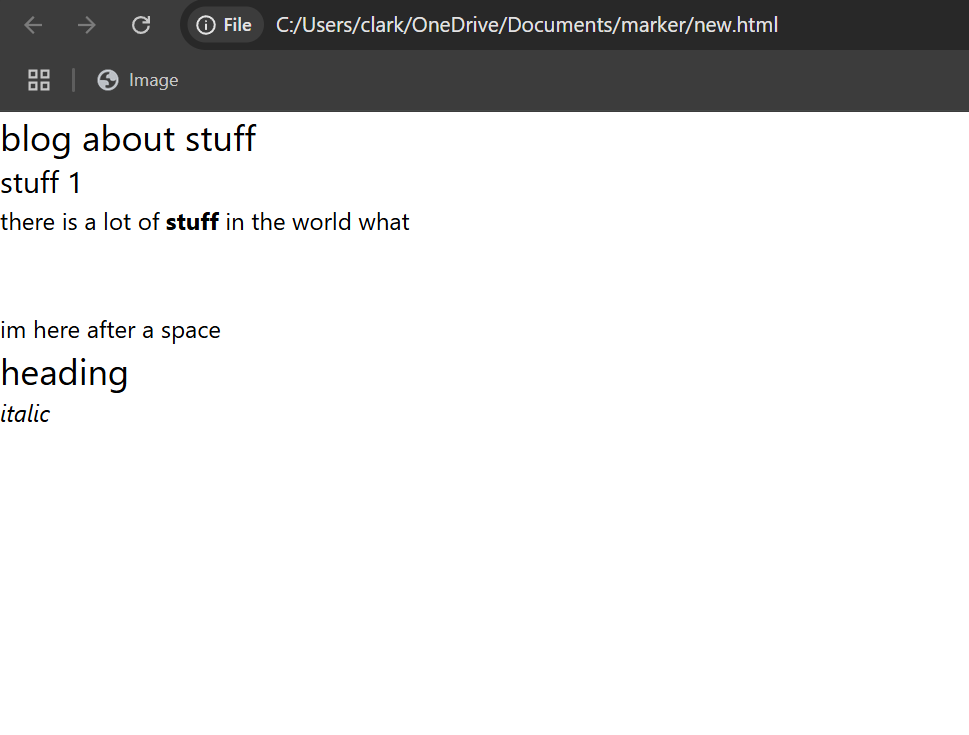 File C:/Users/clark/OneDrive/Documents/marker/new.html
Image
blog about stuff
stuff 1
there is a lot of stuff in the world what
im here after a space
heading
italic